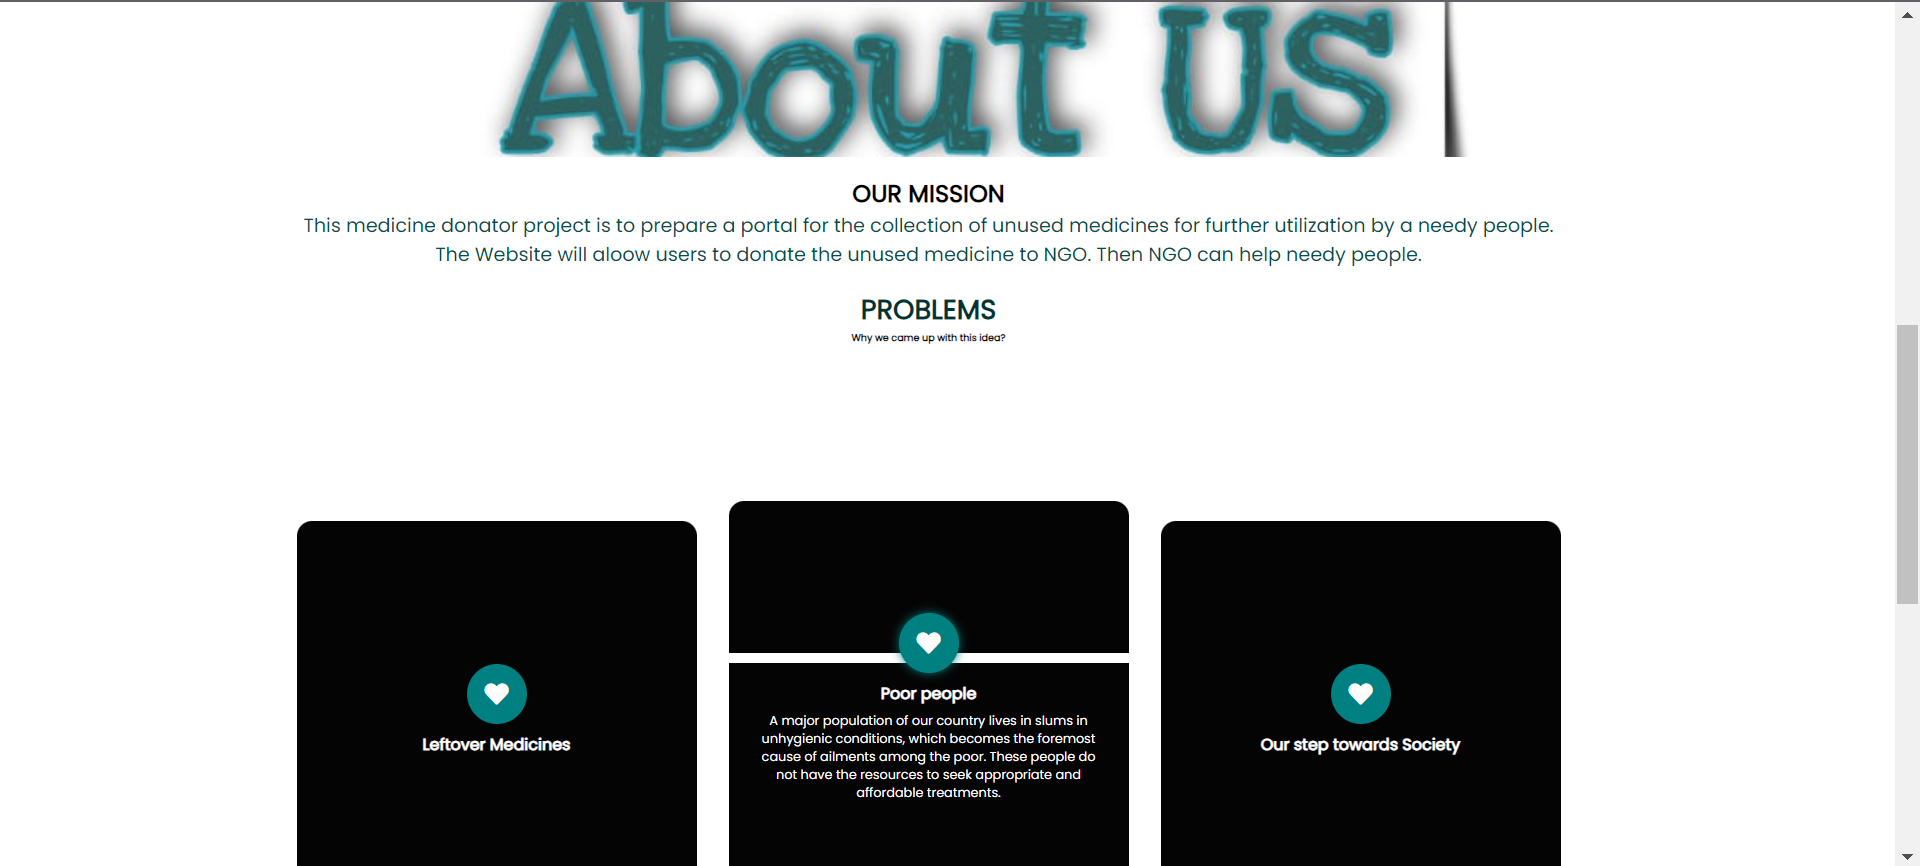 About US
OUR MISSION
This medicine donator project is to prepare a portal for the collection of unused medicines for further utilization by a needy people.
The Website will aloow users to donate the unused medicine to NGO. Then NGO can help needy people.
PROBLEMS
Why we came up with this idea?
Leftover Medicines
Poor people
A major population of our country lives in slums in
unhygienic conditions, which becomes the foremost
cause of ailments among the poor. These people do
not have the resources to seek appropriate and
affordable treatments.
Our step towards Society